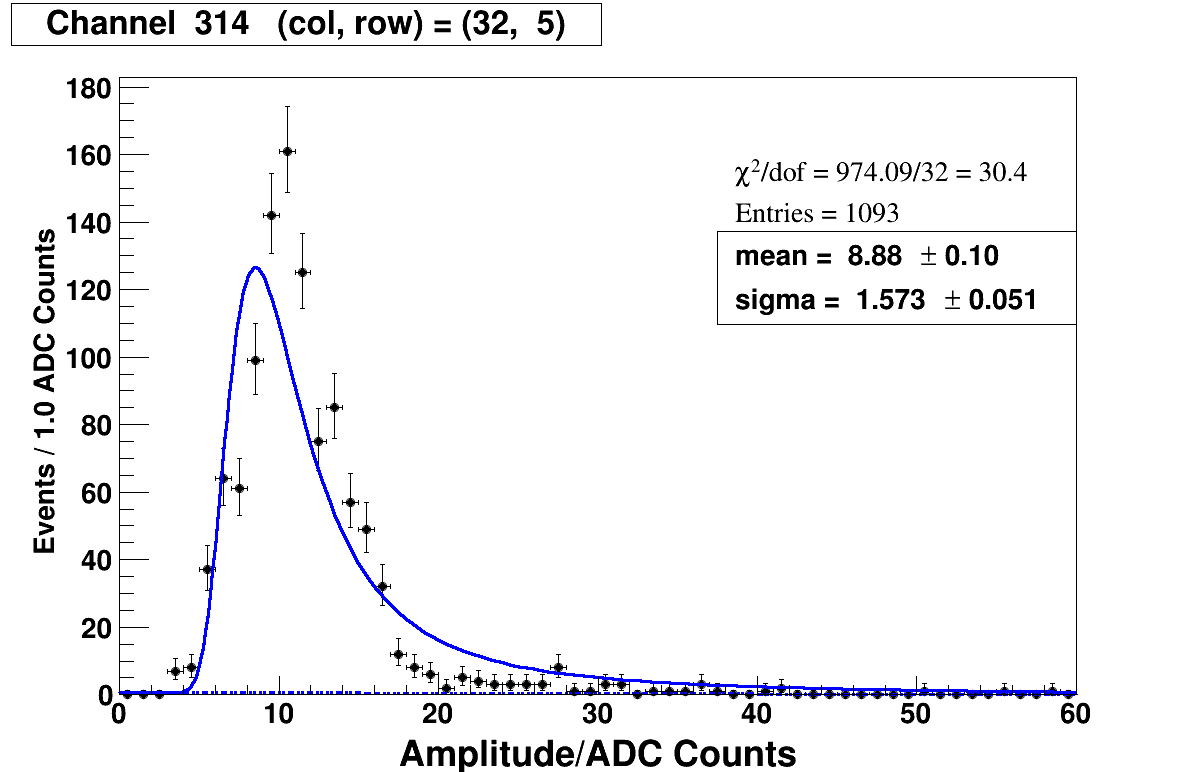 Channel 314 (col, row) = (32, 5)
180
160
140
120
100
80
60
40
20
0
Events / 1.0 ADC Counts
χ²/dof = 974.09/32 = 30.4
Entries = 1093
mean = 8.88 ± 0.10
sigma = 1.573 ± 0.051
0 10 20 30 40 50 60
Amplitude/ADC Counts